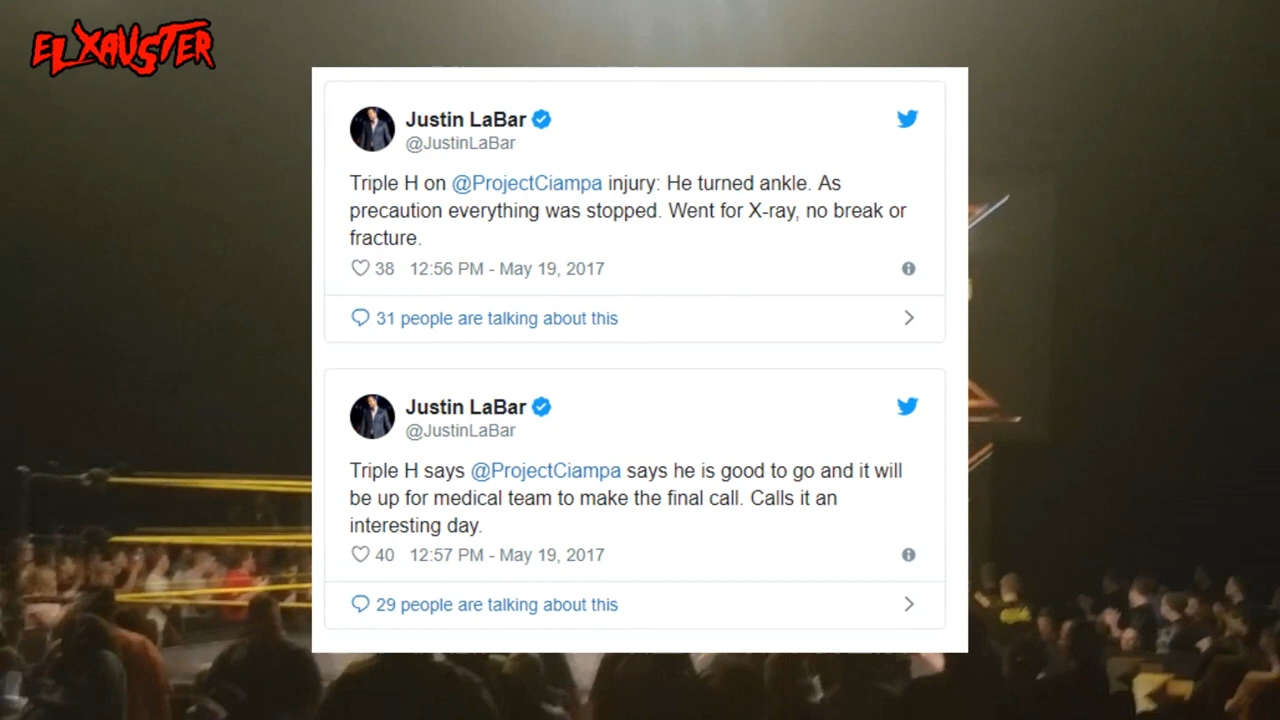 EL XAUSTER
Justin LaBar
@JustinLaBar
Triple H on @ProjectCiampa injury: He turned ankle. As
precaution everything was stopped. Went for X-ray, no break or
fracture.
38 12:56 PM - May 19, 2017
31 people are talking about this
Justin LaBar
@JustinLaBar
Triple H says @ProjectCiampa says he is good to go and it will
be up for medical team to make the final call. Calls it an
interesting day.
40 12:57 PM - May 19, 2017
29 people are talking about this